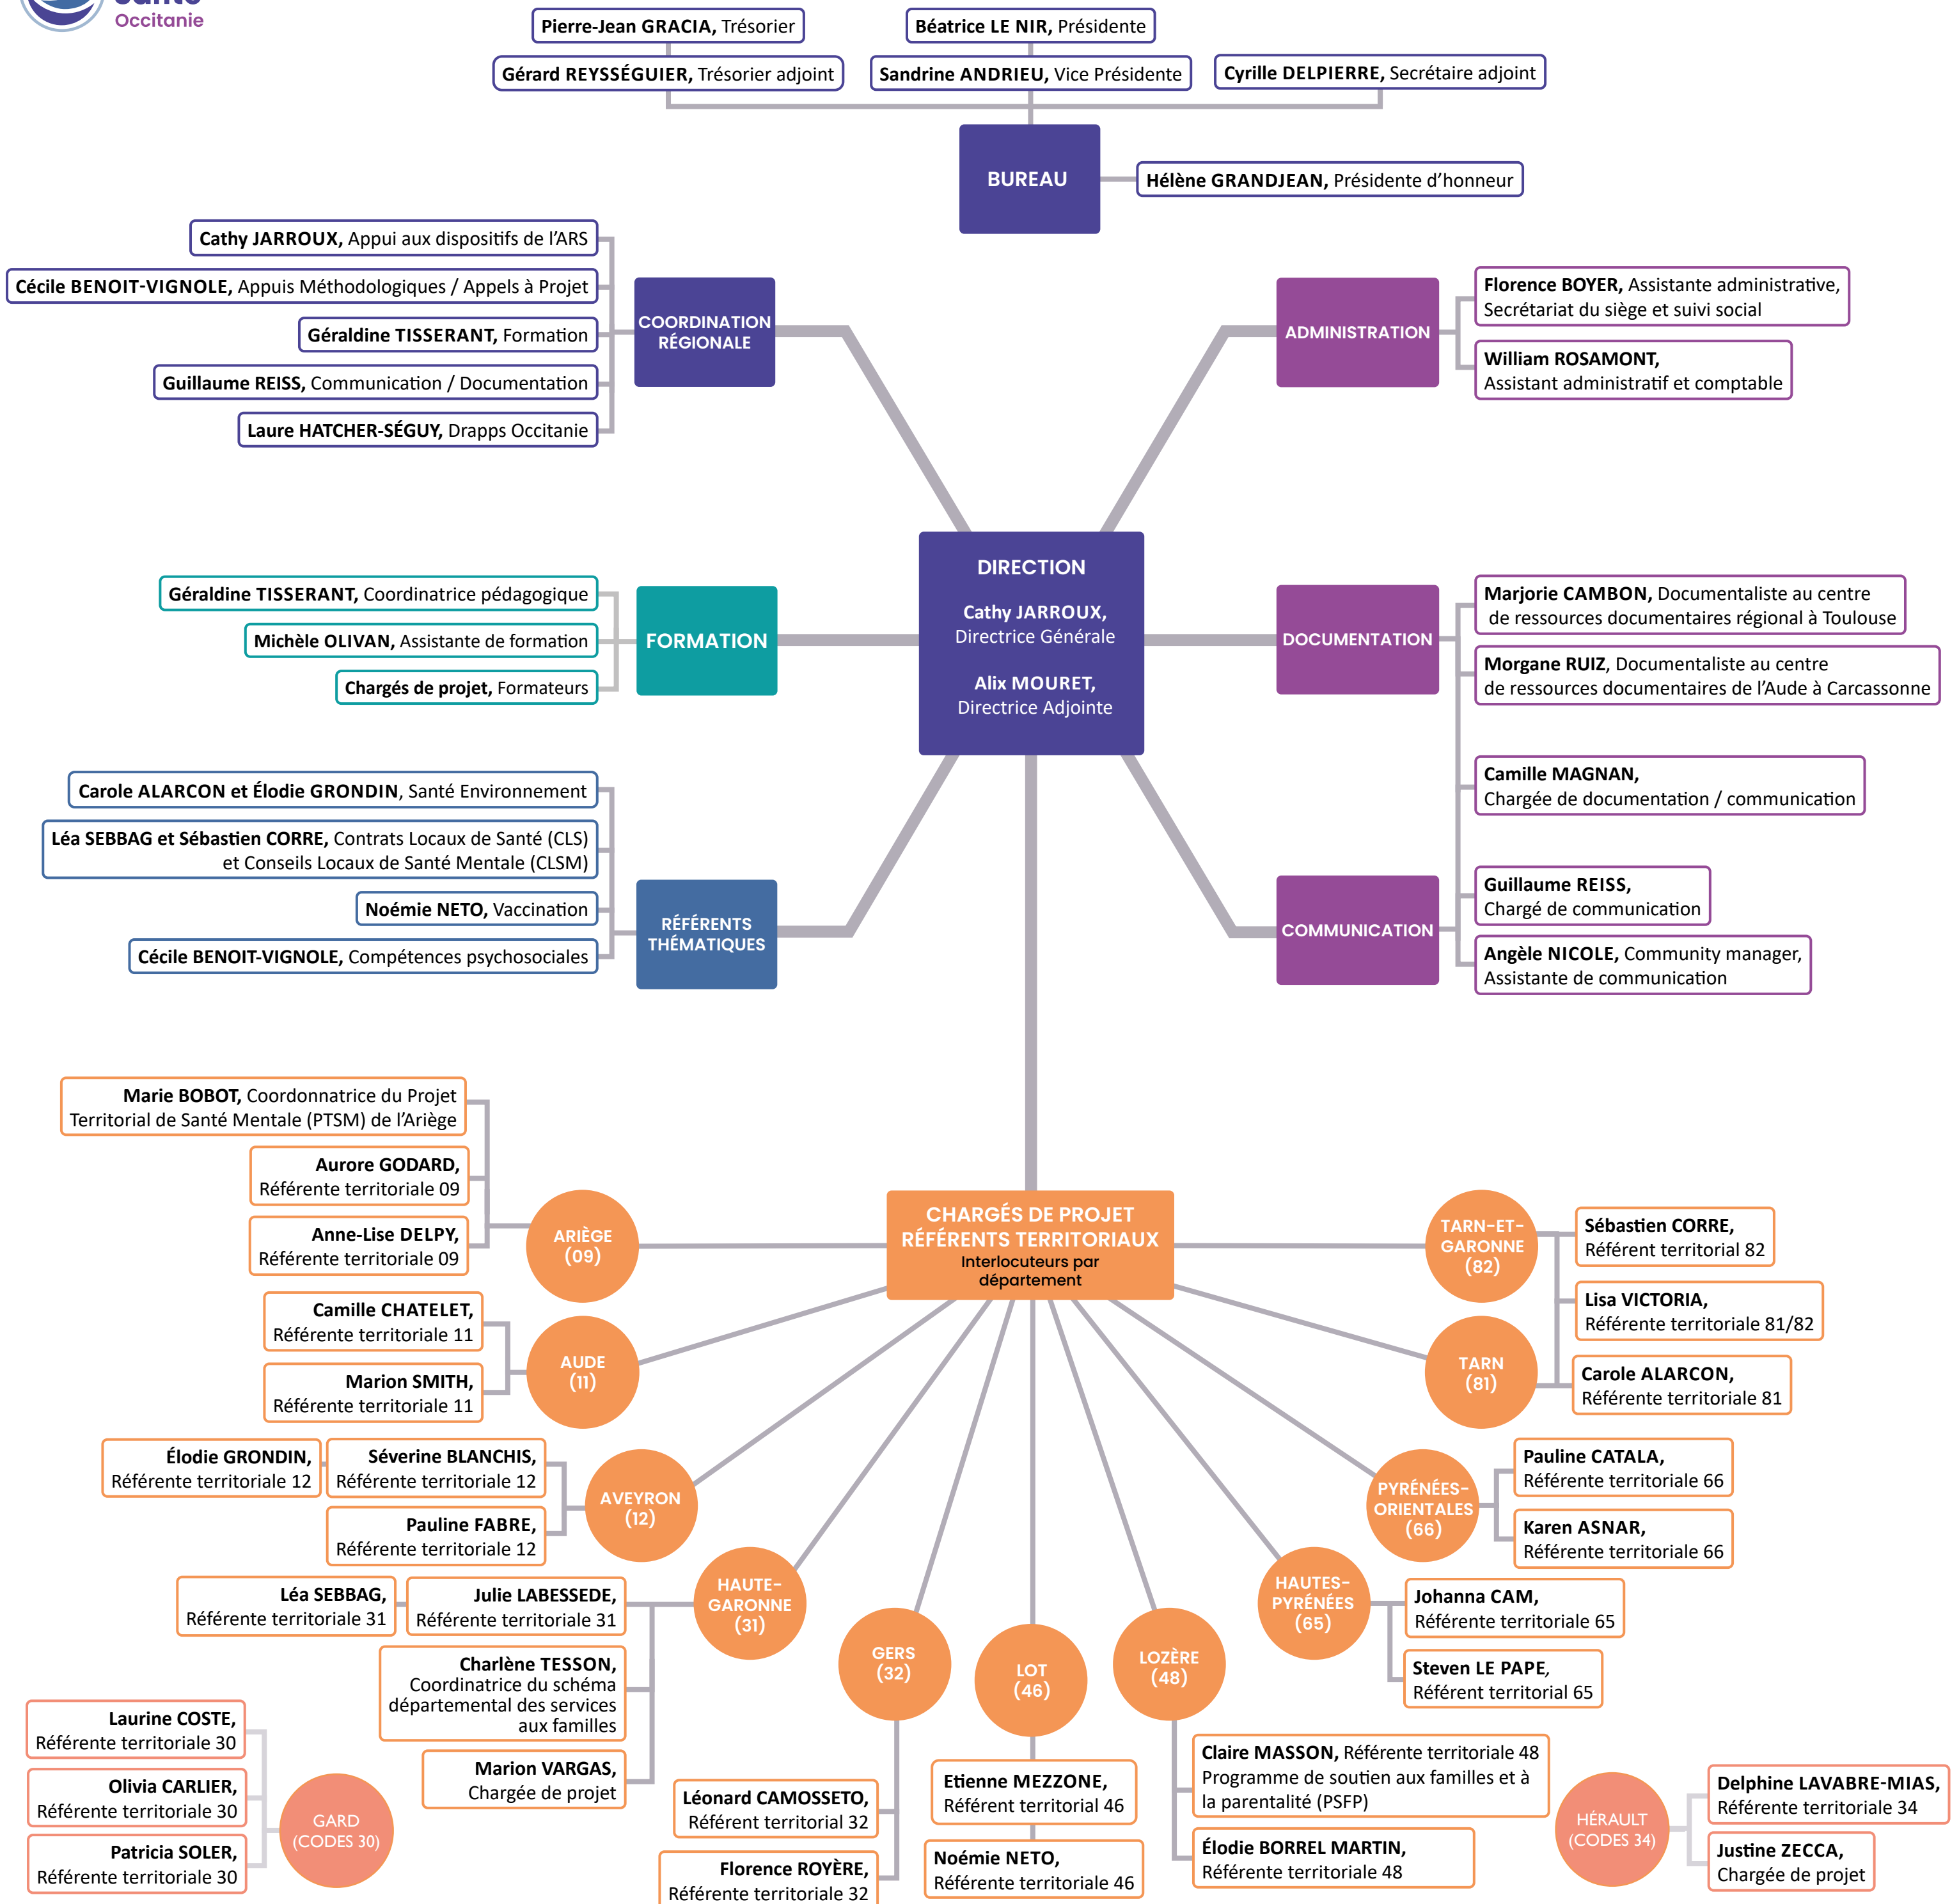 Occitanie
Pierre-Jean GRACIA, Trésorier
Béatrice LE NIR, Présidente
Gérard REYSSÉGUIER, Trésorier adjoint
Sandrine ANDRIEU, Vice Présidente
Cyrille DELPIERRE, Secrétaire adjoint
BUREAU
Hélène GRANDJEAN, Présidente d’honneur
Cathy JARROUX, Appui aux dispositifs de l’ARS
Cécile BENOIT-VIGNOLE, Appuis Méthodologiques / Appels à Projet
Géraldine TISSERANT, Formation
Guillaume REISS, Communication / Documentation
Laure HATCHER-SÉGUY, Drapps Occitanie
COORDINATION
RÉGIONALE
ADMINISTRATION
Florence BOYER, Assistante administrative,
Secrétariat du siège et suivi social
William ROSAMONT,
Assistant administratif et comptable
DIRECTION
Cathy JARROUX,
Directrice Générale
Alix MOURET,
Directrice Adjointe
Géraldine TISSERANT, Coordinatrice pédagogique
Michèle OLIVAN, Assistante de formation
Chargés de projet, Formateurs
FORMATION
DOCUMENTATION
Marjorie CAMBON, Documentaliste au centre
de ressources documentaires régional à Toulouse
Morgane RUIZ, Documentaliste au centre
de ressources documentaires de l’Aude à Carcassonne
Camille MAGNAN,
Chargée de documentation / communication
Carole ALARCON et Élodie GRONDIN, Santé Environnement
Léa SEBBAG et Sébastien CORRE, Contrats Locaux de Santé (CLS)
et Conseils Locaux de Santé Mentale (CLSM)
Noémie NETO, Vaccination
Cécile BENOIT-VIGNOLE, Compétences psychosociales
RÉFÉRENTS
THÉMATIQUES
COMMUNICATION
Guillaume REISS,
Chargé de communication
Angèle NICOLE, Community manager,
Assistante de communication
CHARGÉS DE PROJET
RÉFÉRENTS TERRITORIAUX
Interlocuteurs par
département
Marie BOBOT, Coordonnatrice du Projet
Territorial de Santé Mentale (PTSM) de l’Ariège
Aurore GODARD,
Référente territoriale 09
Anne-Lise DELPY,
Référente territoriale 09
ARIÈGE
(09)
Camille CHATELET,
Référente territoriale 11
Marion SMITH,
Référente territoriale 11
AUDE
(11)
Élodie GRONDIN,
Référente territoriale 12
Séverine BLANCHIS,
Référente territoriale 12
Pauline FABRE,
Référente territoriale 12
AVEYRON
(12)
Léa SEBBAG,
Référente territoriale 31
Julie LABESSEDE,
Référente territoriale 31
Charlène TESSON,
Coordinatrice du schéma
départemental des services
aux familles
Marion VARGAS,
Chargée de projet
HAUTE-
GARONNE
(31)
GERS
(32)
Léonard CAMOSSETO,
Référent territorial 32
Florence ROYÈRE,
Référente territoriale 32
LOT
(46)
Etienne MEZZONE,
Référent territorial 46
Noémie NETO,
Référente territoriale 46
LOZÈRE
(48)
Claire MASSON, Référente territoriale 48
Programme de soutien aux familles et à
la parentalité (PSFP)
Élodie BORREL MARTIN,
Référente territoriale 48
HAUTES-
PYRÉNÉES
(65)
Johanna CAM,
Référente territoriale 65
Steven LE PAPE,
Référent territorial 65
PYRÉNÉES-
ORIENTALES
(66)
Pauline CATALA,
Référente territoriale 66
Karen ASNAR,
Référente territoriale 66
TARN-ET-
GARONNE
(82)
TARN
(81)
Sébastien CORRE,
Référent territorial 82
Lisa VICTORIA,
Référente territoriale 81/82
Carole ALARCON,
Référente territoriale 81
Laurine COSTE,
Référente territoriale 30
Olivia CARLIER,
Référente territoriale 30
Patricia SOLER,
Référente territoriale 30
GARD
(CODES 30)
HÉRAULT
(CODES 34)
Delphine LAVABRE-MIAS,
Référente territoriale 34
Justine ZECCA,
Chargée de projet